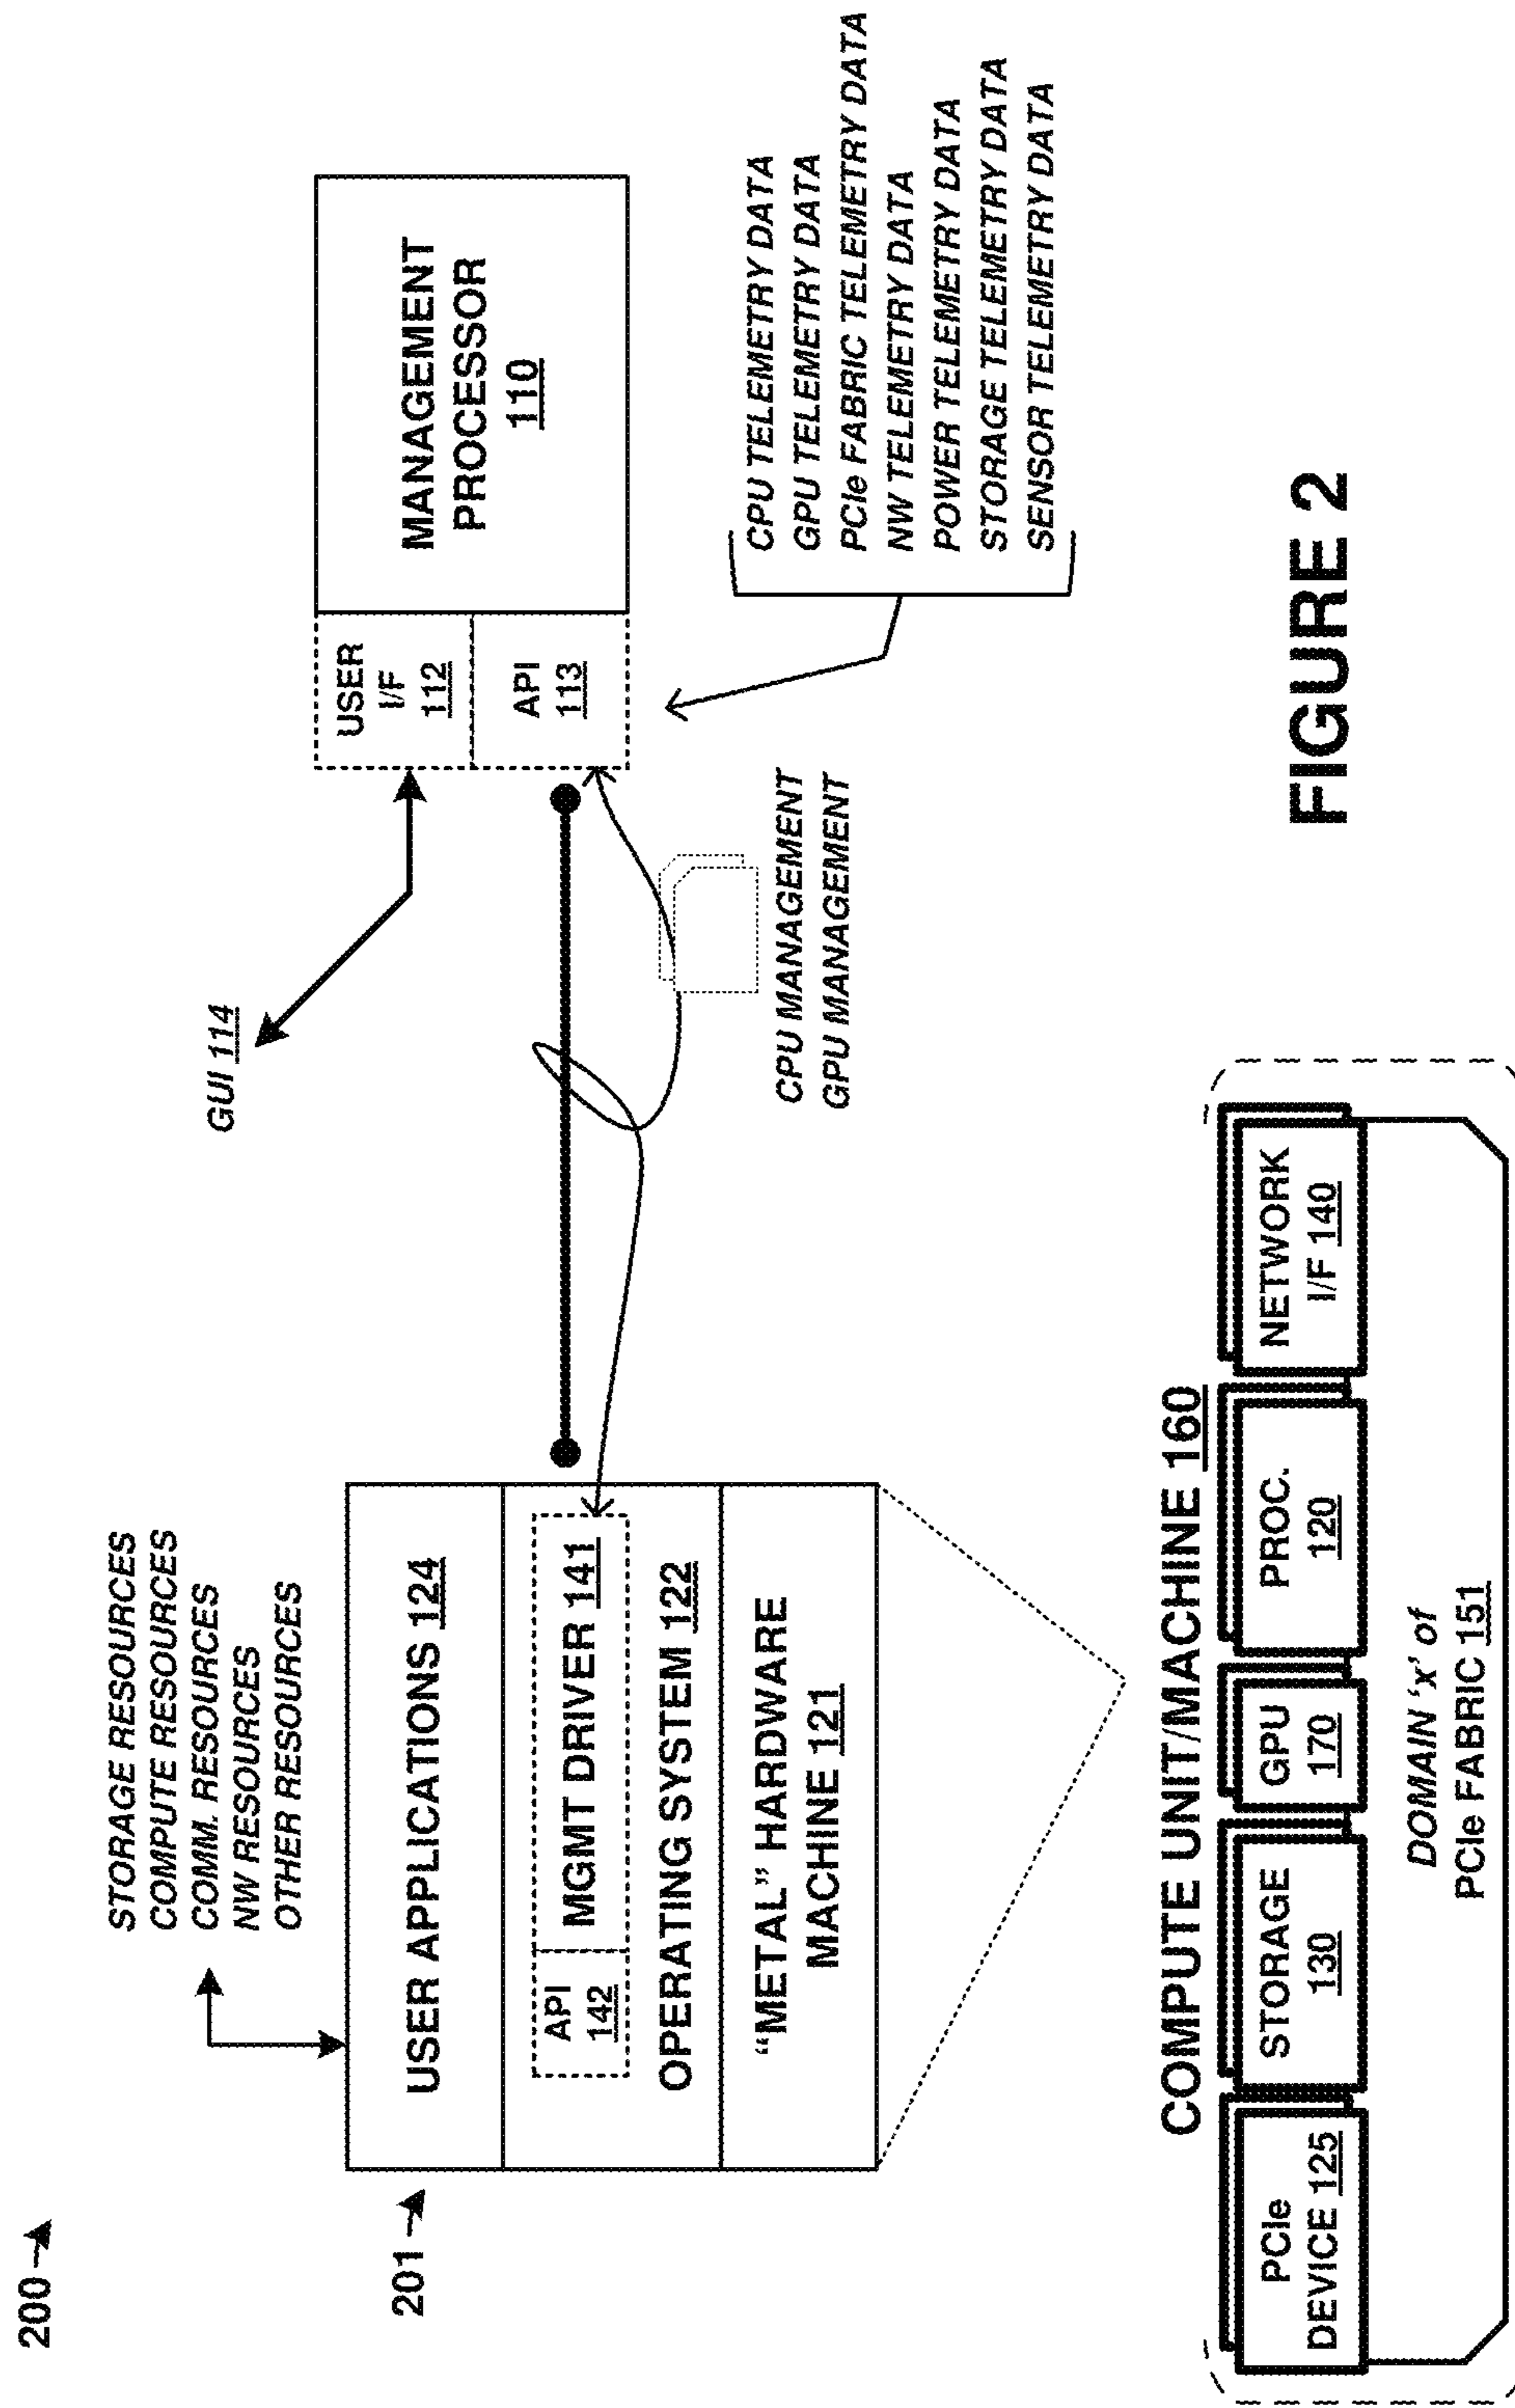 200
STORAGE RESOURCES
COMPUTE RESOURCES
COMM. RESOURCES
NW RESOURCES
OTHER RESOURCES
GUI 114
201
USER APPLICATIONS 124
API
142
MGMT DRIVER 141
OPERATING SYSTEM 122
“METAL” HARDWARE
MACHINE 121
USER
I/F
112
API
113
MANAGEMENT
PROCESSOR
110
CPU MANAGEMENT
GPU MANAGEMENT
CPU TELEMETRY DATA
GPU TELEMETRY DATA
PCIe FABRIC TELEMETRY DATA
NW TELEMETRY DATA
POWER TELEMETRY DATA
STORAGE TELEMETRY DATA
SENSOR TELEMETRY DATA
COMPUTE UNIT/MACHINE 160
PCIe
DEVICE 125
STORAGE
130
GPU
170
PROC.
120
NETWORK
I/F 140
DOMAIN ‘x’ of
PCIe FABRIC 151
FIGURE 2